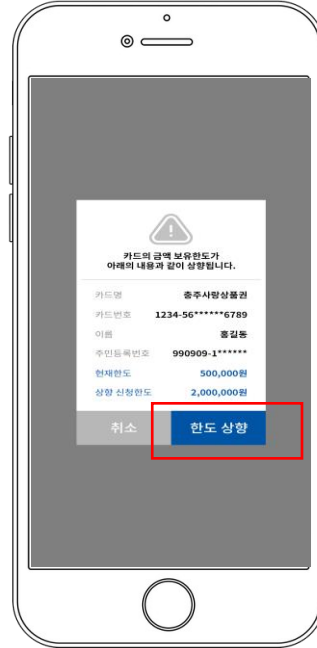 카드의 금액 보유한도가
아래의 내용과 같이 상향됩니다.
카드명 충주사랑상품권
카드번호 1234-56******6789
이름 홍길동
주민등록번호 990909-1******
현재한도 500,000원
상향 신청한도 2,000,000원
취소 한도 상향